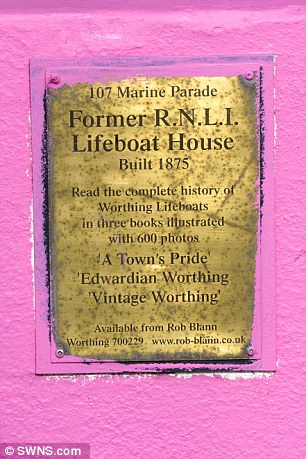 107 Marine Parade
Former R.N.L.I.
Lifeboat House
Built 1875
Read the complete history of
Worthing Lifeboats
in three books illustrated
with 600 photos
'A Town's Pride'
'Edwardian Worthing
'Vintage Worthing'
Available from Rob Blann
Worthing 700229 www.rob-blann.co.uk
© SWNS.com